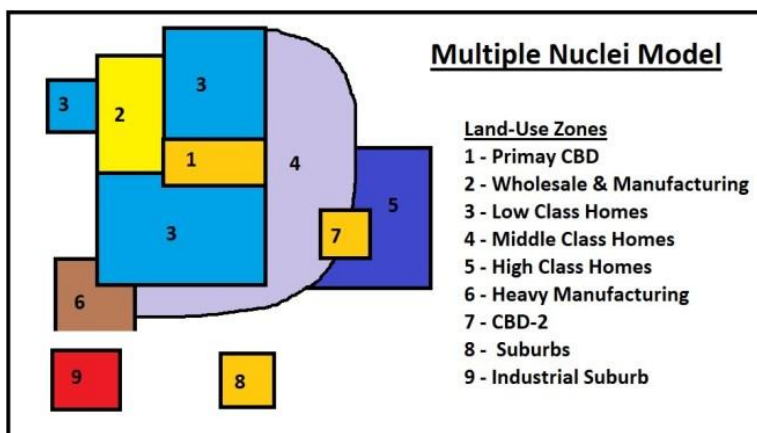 Multiple Nuclei Model
Land-Use Zones
1 - Primay CBD
2 - Wholesale & Manufacturing
3 - Low Class Homes
4 - Middle Class Homes
5 - High Class Homes
6 - Heavy Manufacturing
7 - CBD-2
8 - Suburbs
9 - Industrial Suburb
3
3
2
1
4
5
3
7
6
9
8